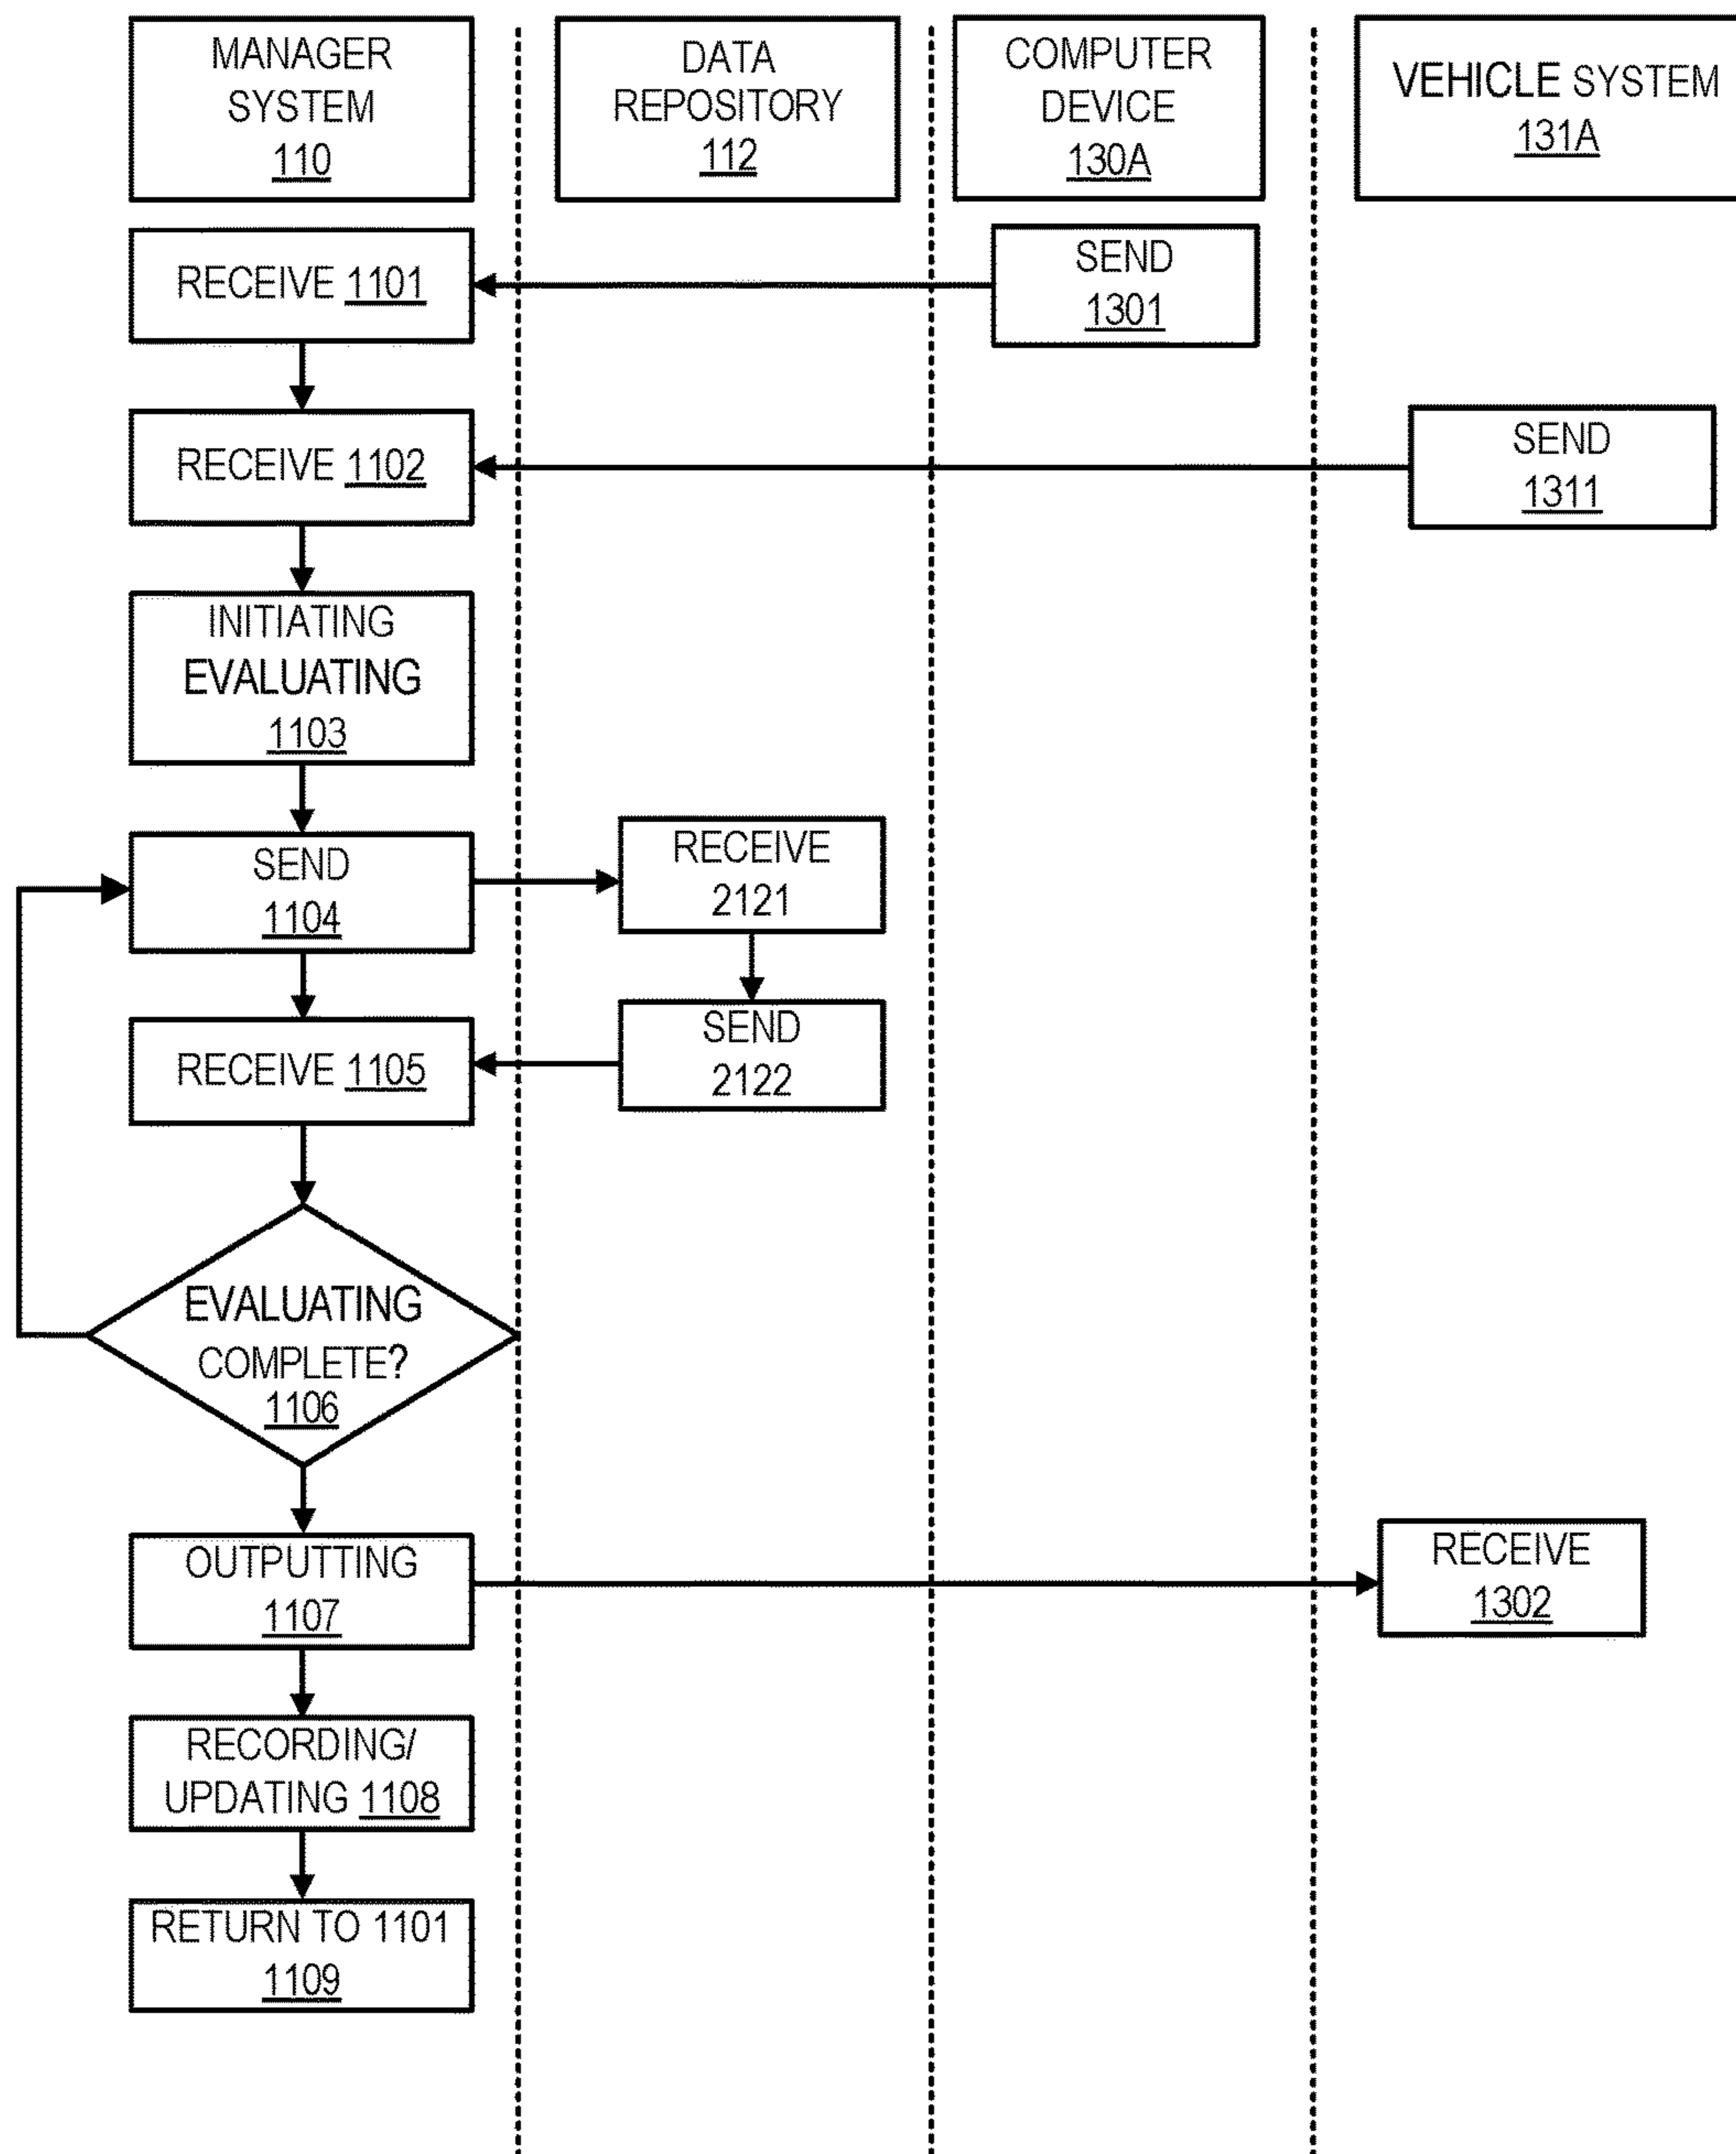 MANAGER
SYSTEM
110
DATA
REPOSITORY
112
COMPUTER
DEVICE
130A
VEHICLE SYSTEM
131A
RECEIVE 1101
SEND
1301
RECEIVE 1102
SEND
1311
INITIATING
EVALUATING
1103
SEND
1104
RECEIVE
2121
RECEIVE 1105
SEND
2122
EVALUATING
COMPLETE?
1106
OUTPUTTING
1107
RECEIVE
1302
RECORDING/
UPDATING 1108
RETURN TO 1101
1109